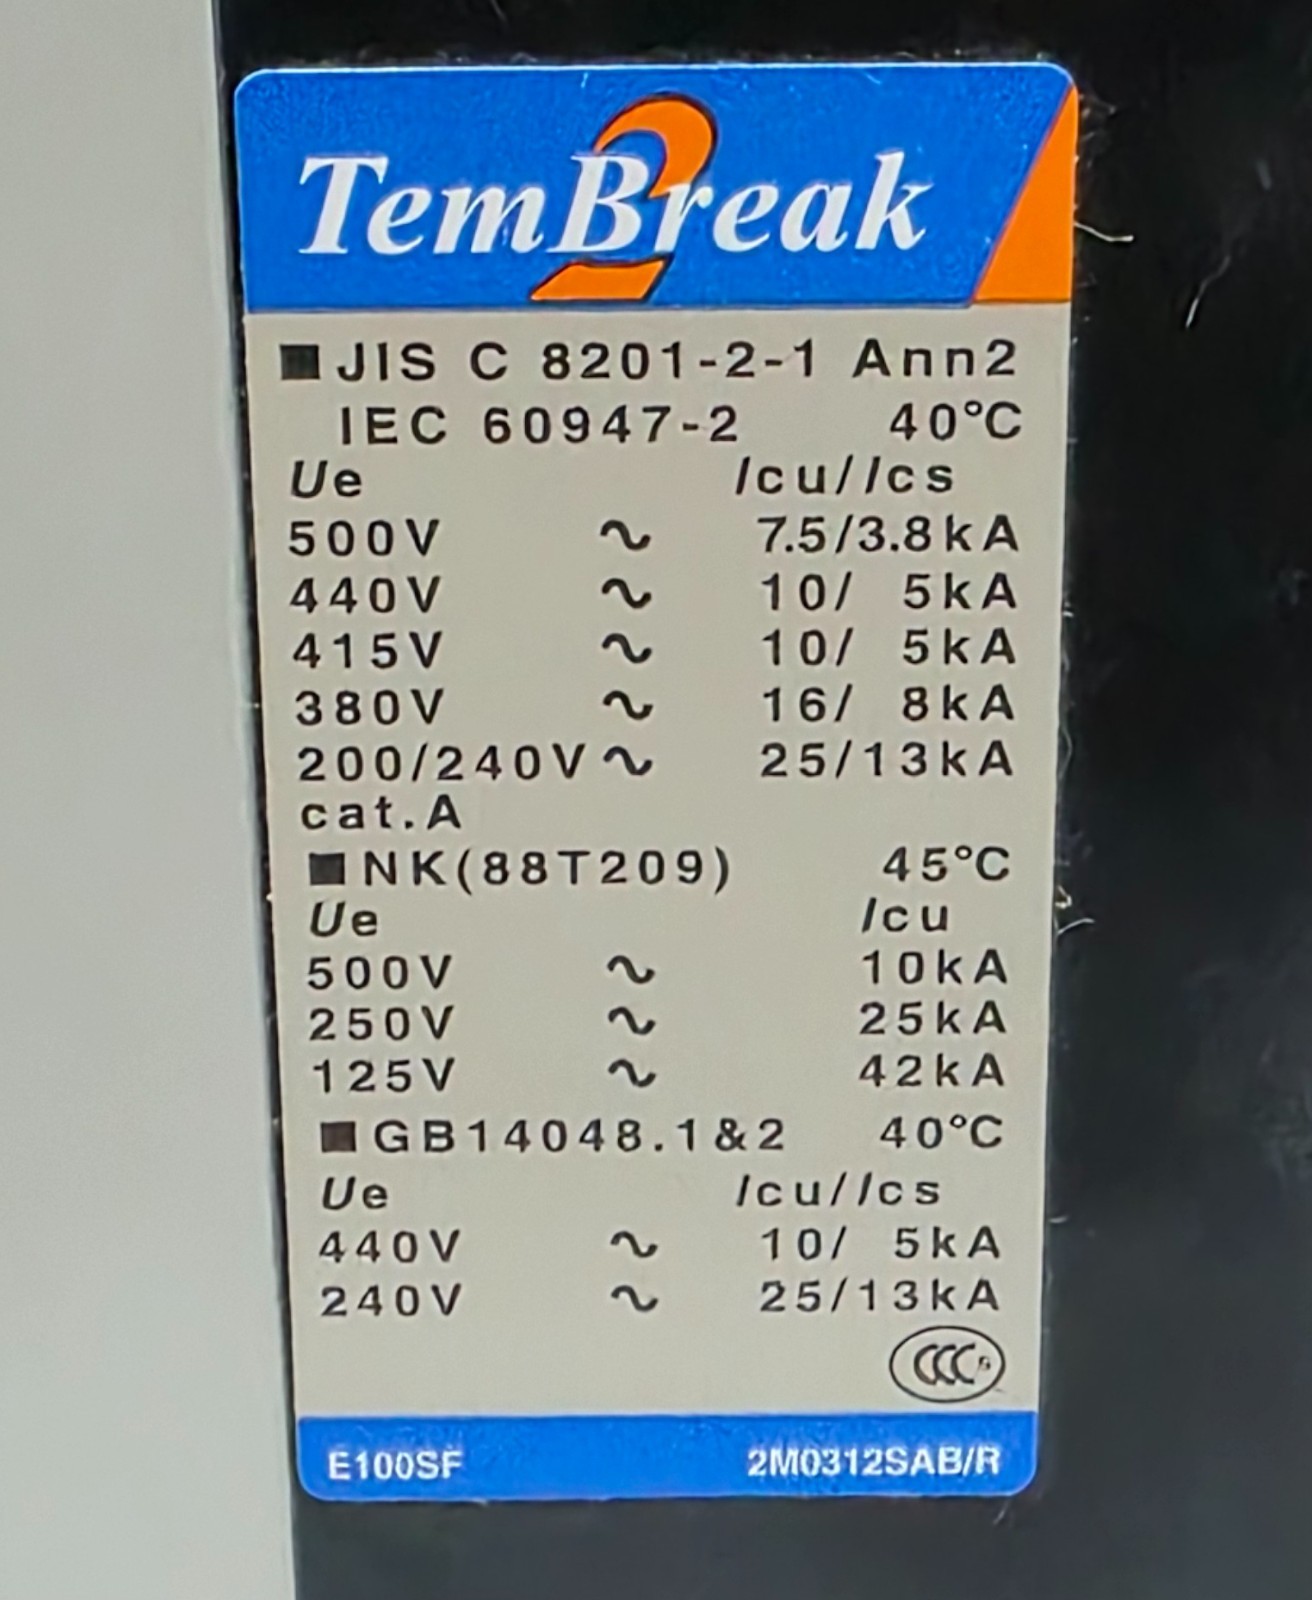 TemBreak 2
■JIS C 8201-2-1 Ann2
IEC 60947-2 40°C
Ue Icu/Ics
500V ~ 7.5/3.8kA
440V ~ 10/ 5kA
415V ~ 10/ 5kA
380V ~ 16/ 8kA
200/240V ~ 25/13kA
cat.A
■NK(88T209) 45°C
Ue Icu
500V ~ 10kA
250V ~ 25kA
125V ~ 42kA
■GB14048.1&2 40°C
Ue Icu/Ics
440V ~ 10/ 5kA
240V ~ 25/13kA
CCC
E100SF 2M0312SAB/R